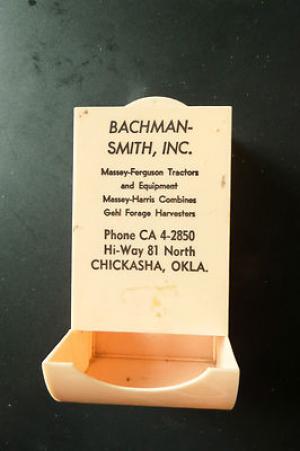 BACHMAN-
SMITH, INC.
Massey-Ferguson Tractors
and Equipment
Massey-Harris Combines
Gehl Forage Harvesters
Phone CA 4-2850
Hi-Way 81 North
CHICKASHA, OKLA.